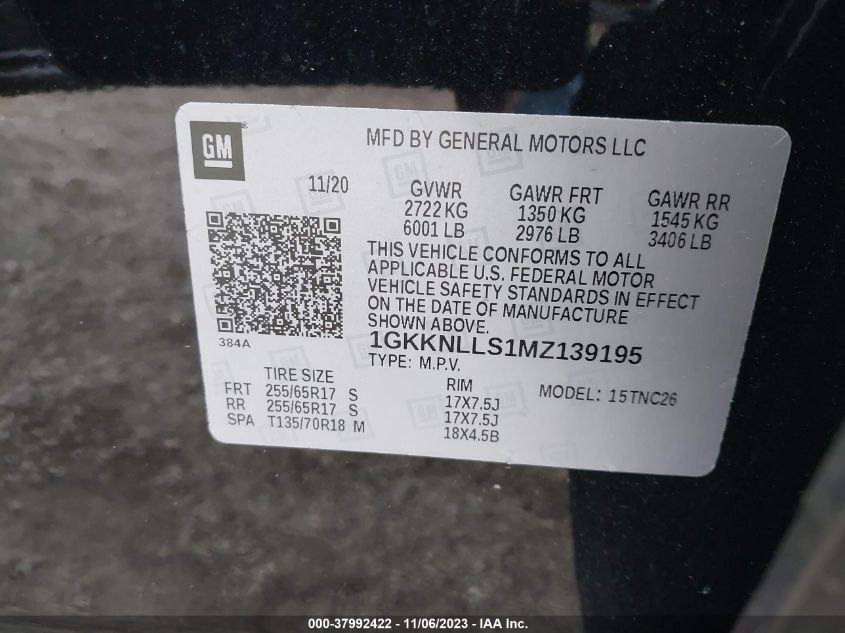 GM ®
MFD BY GENERAL MOTORS LLC
11/20
GVWR GAWR FRT GAWR RR
2722 KG 1350 KG 1545 KG
6001 LB 2976 LB 3406 LB
THIS VEHICLE CONFORMS TO ALL
APPLICABLE U.S. FEDERAL MOTOR
VEHICLE SAFETY STANDARDS IN EFFECT
ON THE DATE OF MANUFACTURE
SHOWN ABOVE.
384A
1GKKNLLS1MZ139195
TYPE: M.P.V.
TIRE SIZE RIM MODEL: 15TNC26
FRT 255/65R17 S 17X7.5J
RR 255/65R17 S 17X7.5J
SPA T135/70R18 M 18X4.5B
000-37992422 — 11/06/2023 — IAA Inc.